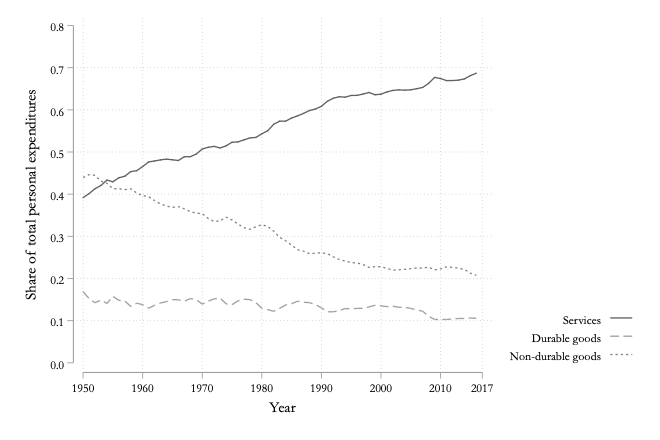 0.8
0.7
0.6
0.5
0.4
0.3
0.2
0.1
0.0
Share of total personal expenditures
1950 1960 1970 1980 1990 2000 2010 2017
Year
Services
Durable goods
Non-durable goods